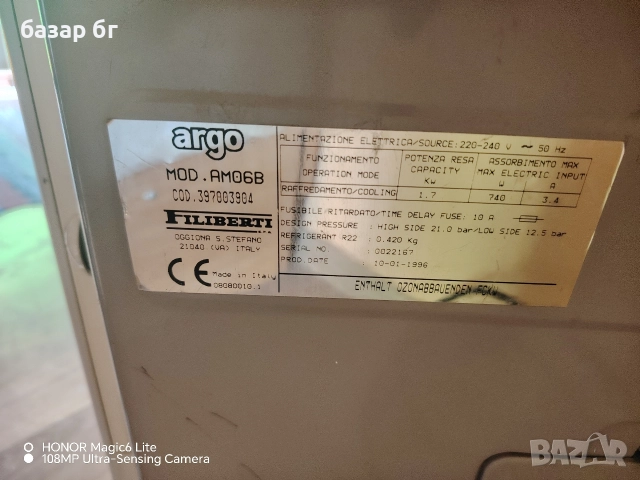 базар бг
argo
MOD.AM06B
COD.397003904
FILIBERTI
OGGIONA S.STEFANO
21040 (VA) ITALY
CE Made in Italy
ALIMENTAZIONE ELETTRICA/SOURCE:220-240 V ~ 50 Hz
FUNZIONAMENTO OPERATION MODE
POTENZA RESA CAPACITY Kw
ASSORBIMENTO MAX MAX ELECTRIC INPUT
W A
RAFFREDAMENTO/COOLING 1.7 740 3.4
FUSIBILE/RITARDATO/TIME DELAY FUSE: 10 A
DESIGN PRESSURE : HIGH SIDE 21.0 bar/LOW SIDE 12.5 bar
REFRIGERANT R22 : 0.420 Kg
SERIAL NO. : 0022167
PROD.DATE : 10-01-1996
ENTHALT OZONABBAUENDEN FCKW
HONOR Magic6 Lite
108MP Ultra-Sensing Camera
BAZAR